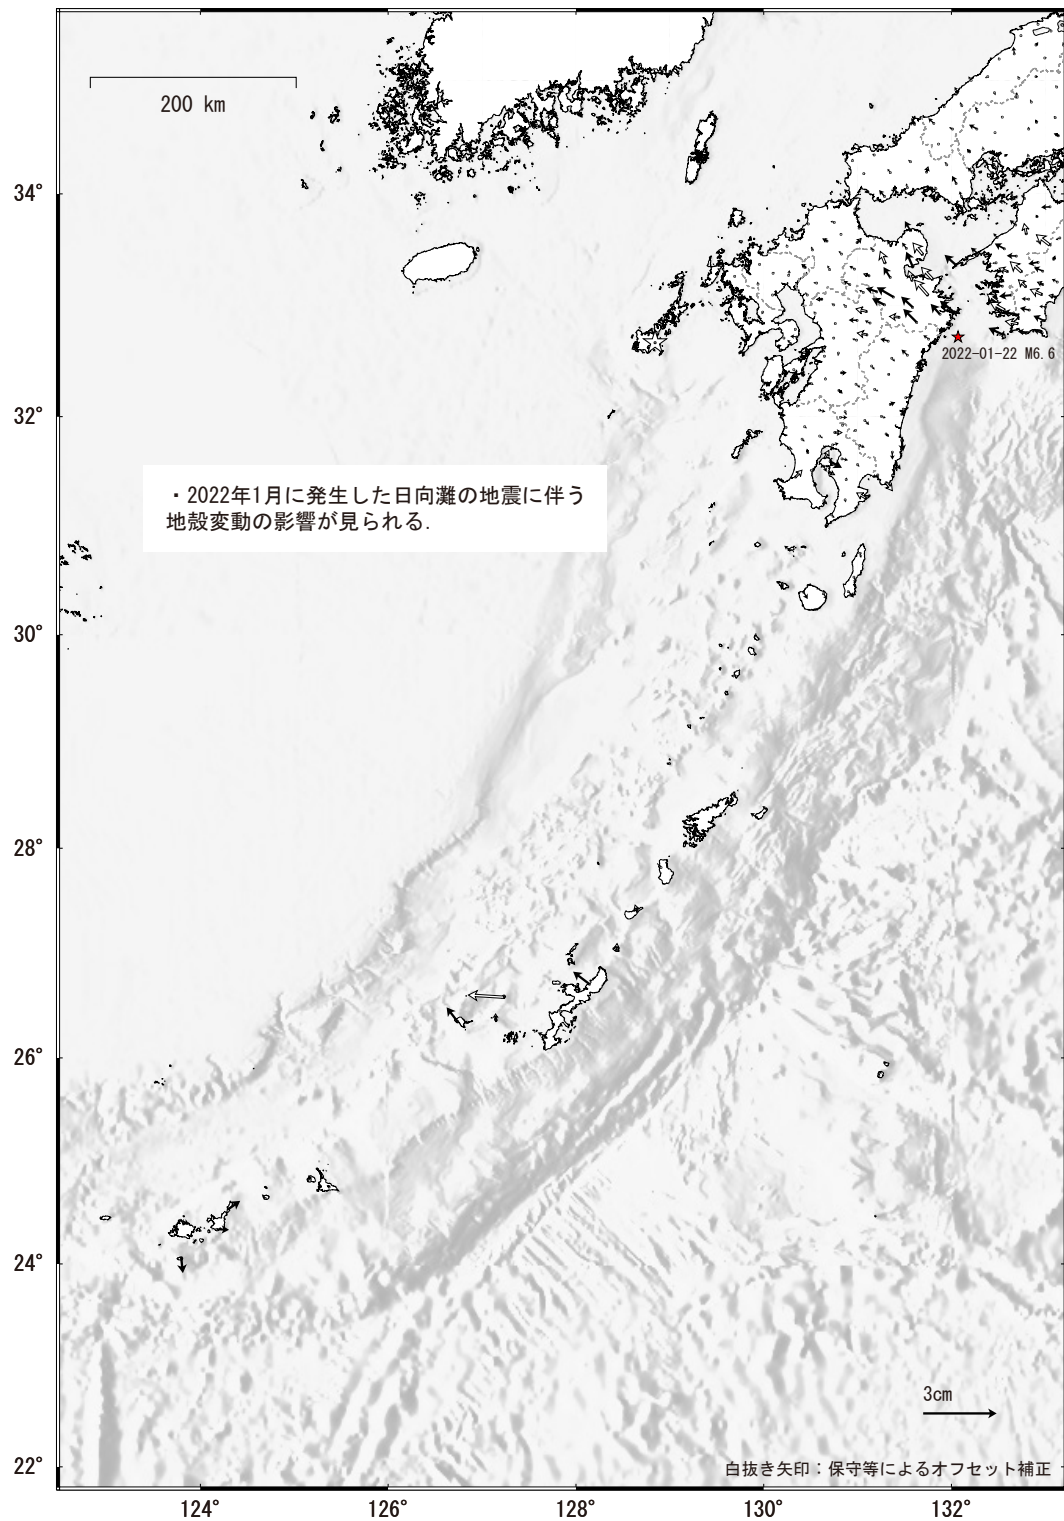 200 km
34°
2022-01-22 M6.6
32°
・2022年1月に発生した日向灘の地震に伴う
地殻変動の影響が見られる.
30°
28°
26°
24°
3cm
22°
白抜き矢印：保守等によるオフセット補正
124°
126°
128°
130°
132°